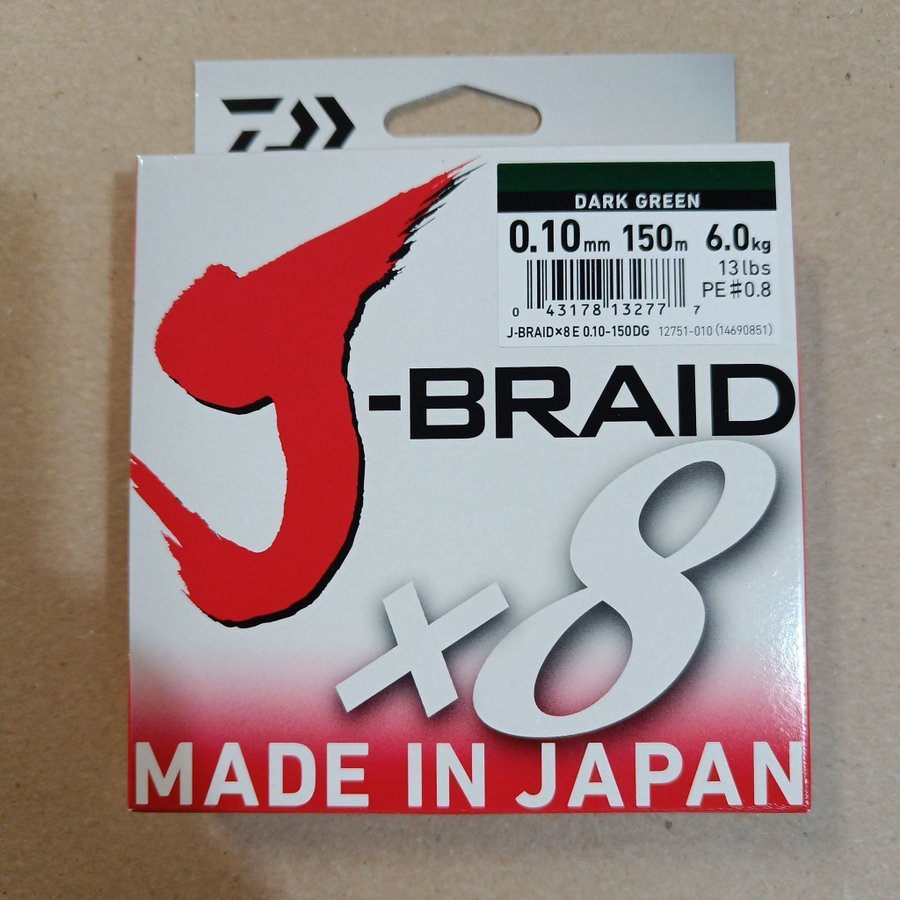 DARK GREEN
0.10mm 150m 6.0kg
13lbs
PE#0.8
0 43178 13277 7
J-BRAID×8E 0.10-150DG 12751-010 (14690851)
J-BRAID
×8
MADE IN JAPAN